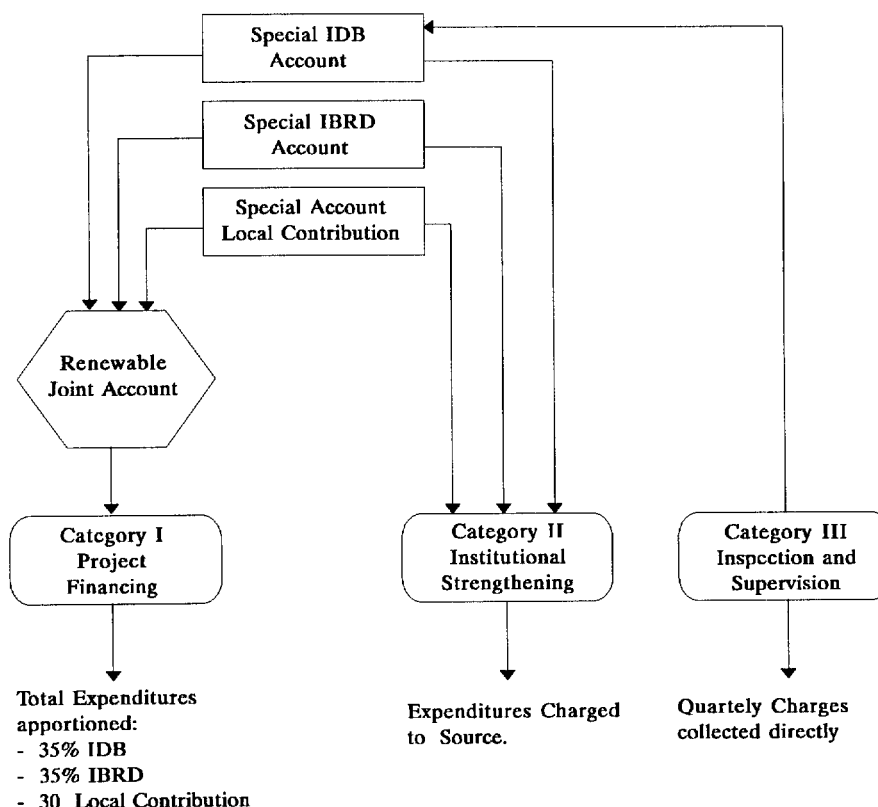 Special IDB
Account
Special IBRD
Account
Special Account
Local Contribution
Renewable
Joint Account
Category I
Project
Financing
Category II
Institutional
Strengthening
Category III
Inspection and
Supervision
Total Expenditures
apportioned:
- 35% IDB
- 35% IBRD
- 30 Local Contribution
Expenditures Charged
to Source.
Quartely Charges
collected directly